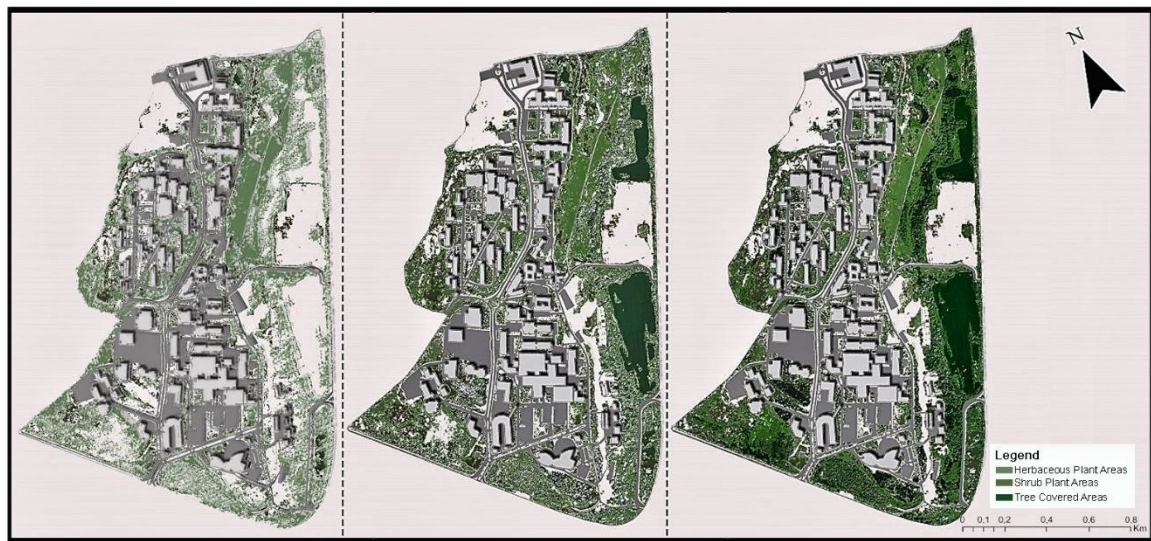 N
Legend
Herbaceous Plant Areas
Shrub Plant Areas
Tree Covered Areas
0 0,1 0,2 0,4 0,6 0,8
Km